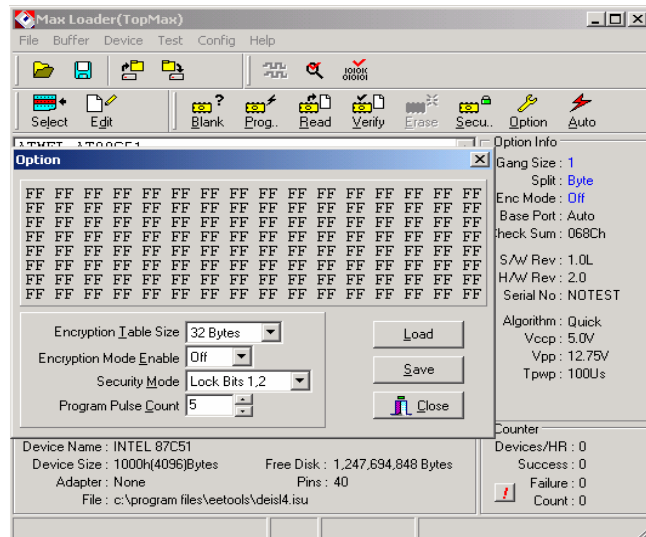 Max Loader(TopMax)
File Buffer Device Test Config Help
Select Edit Blank Prog.. Read Verify Erase Secu.. Option Auto
Option
FF FF FF FF FF FF FF FF FF FF FF FF FF FF FF FF
FF FF FF FF FF FF FF FF FF FF FF FF FF FF FF FF
FF FF FF FF FF FF FF FF FF FF FF FF FF FF FF FF
FF FF FF FF FF FF FF FF FF FF FF FF FF FF FF FF
FF FF FF FF FF FF FF FF FF FF FF FF FF FF FF FF
FF FF FF FF FF FF FF FF FF FF FF FF FF FF FF FF
FF FF FF FF FF FF FF FF FF FF FF FF FF FF FF FF
FF FF FF FF FF FF FF FF FF FF FF FF FF FF FF FF
Encryption Table Size 32 Bytes
Encryption Mode Enable Off
Security Mode Lock Bits 1,2
Program Pulse Count 5
Load
Save
Close
Option Info
Gang Size : 1
Split : Byte
Enc Mode : Off
Base Port : Auto
Check Sum : 068Ch
S/W Rev : 1.0L
H/W Rev : 2.0
Serial No : NOTEST
Algorithm : Quick
Vccp : 5.0V
Vpp : 12.75V
Tpwp : 100Us
Device Name : INTEL 87C51
Device Size : 1000h(4096)Bytes Free Disk : 1,247,694,848 Bytes
Adapter : None Pins : 40
File : c:\program files\eetools\deisl4.isu
Counter
Devices/HR : 0
Success : 0
Failure : 0
Count : 0